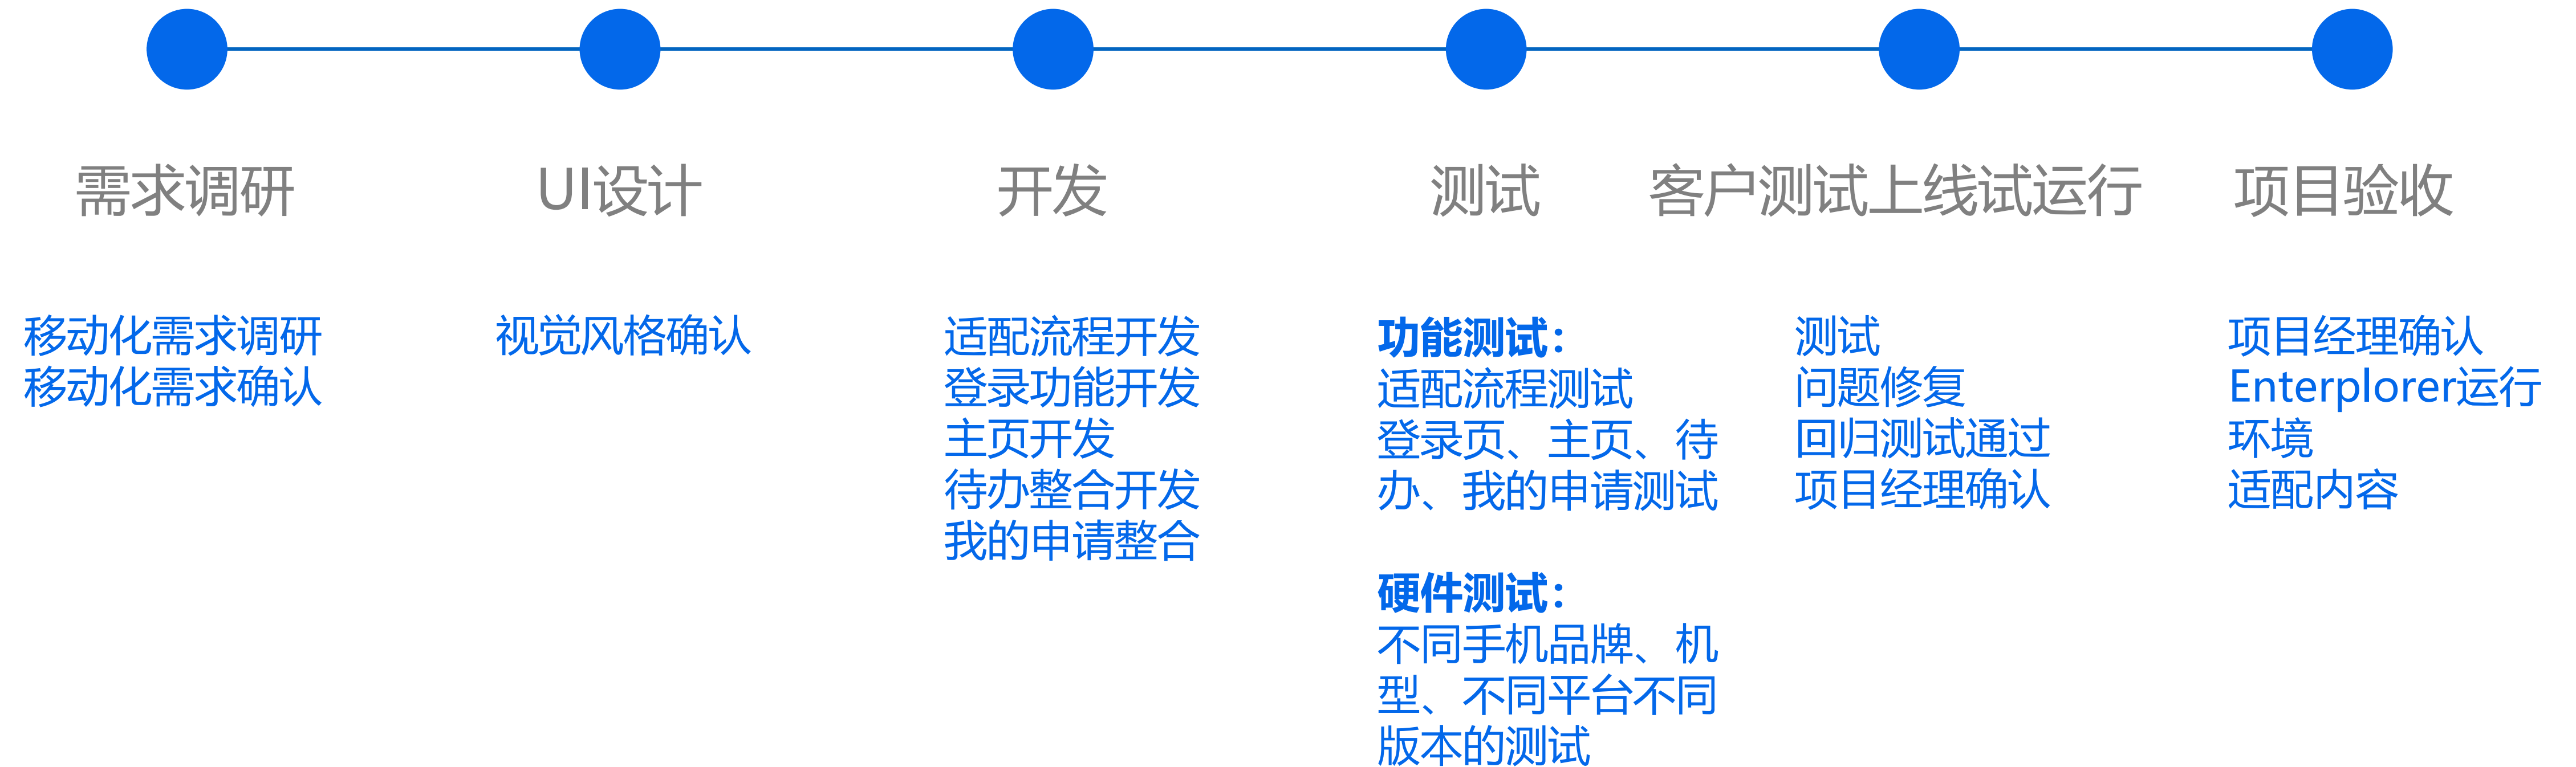 需求调研
UI设计
开发
测试
客户测试上线试运行
项目验收
移动化需求调研
移动化需求确认
视觉风格确认
适配流程开发
登录功能开发
主页开发
待办整合开发
我的申请整合
功能测试：
适配流程测试
登录页、主页、待
办、我的申请测试
硬件测试：
不同手机品牌、机
型、不同平台不同
版本的测试
测试
问题修复
回归测试通过
项目经理确认
项目经理确认
Enterplorer运行
环境
适配内容